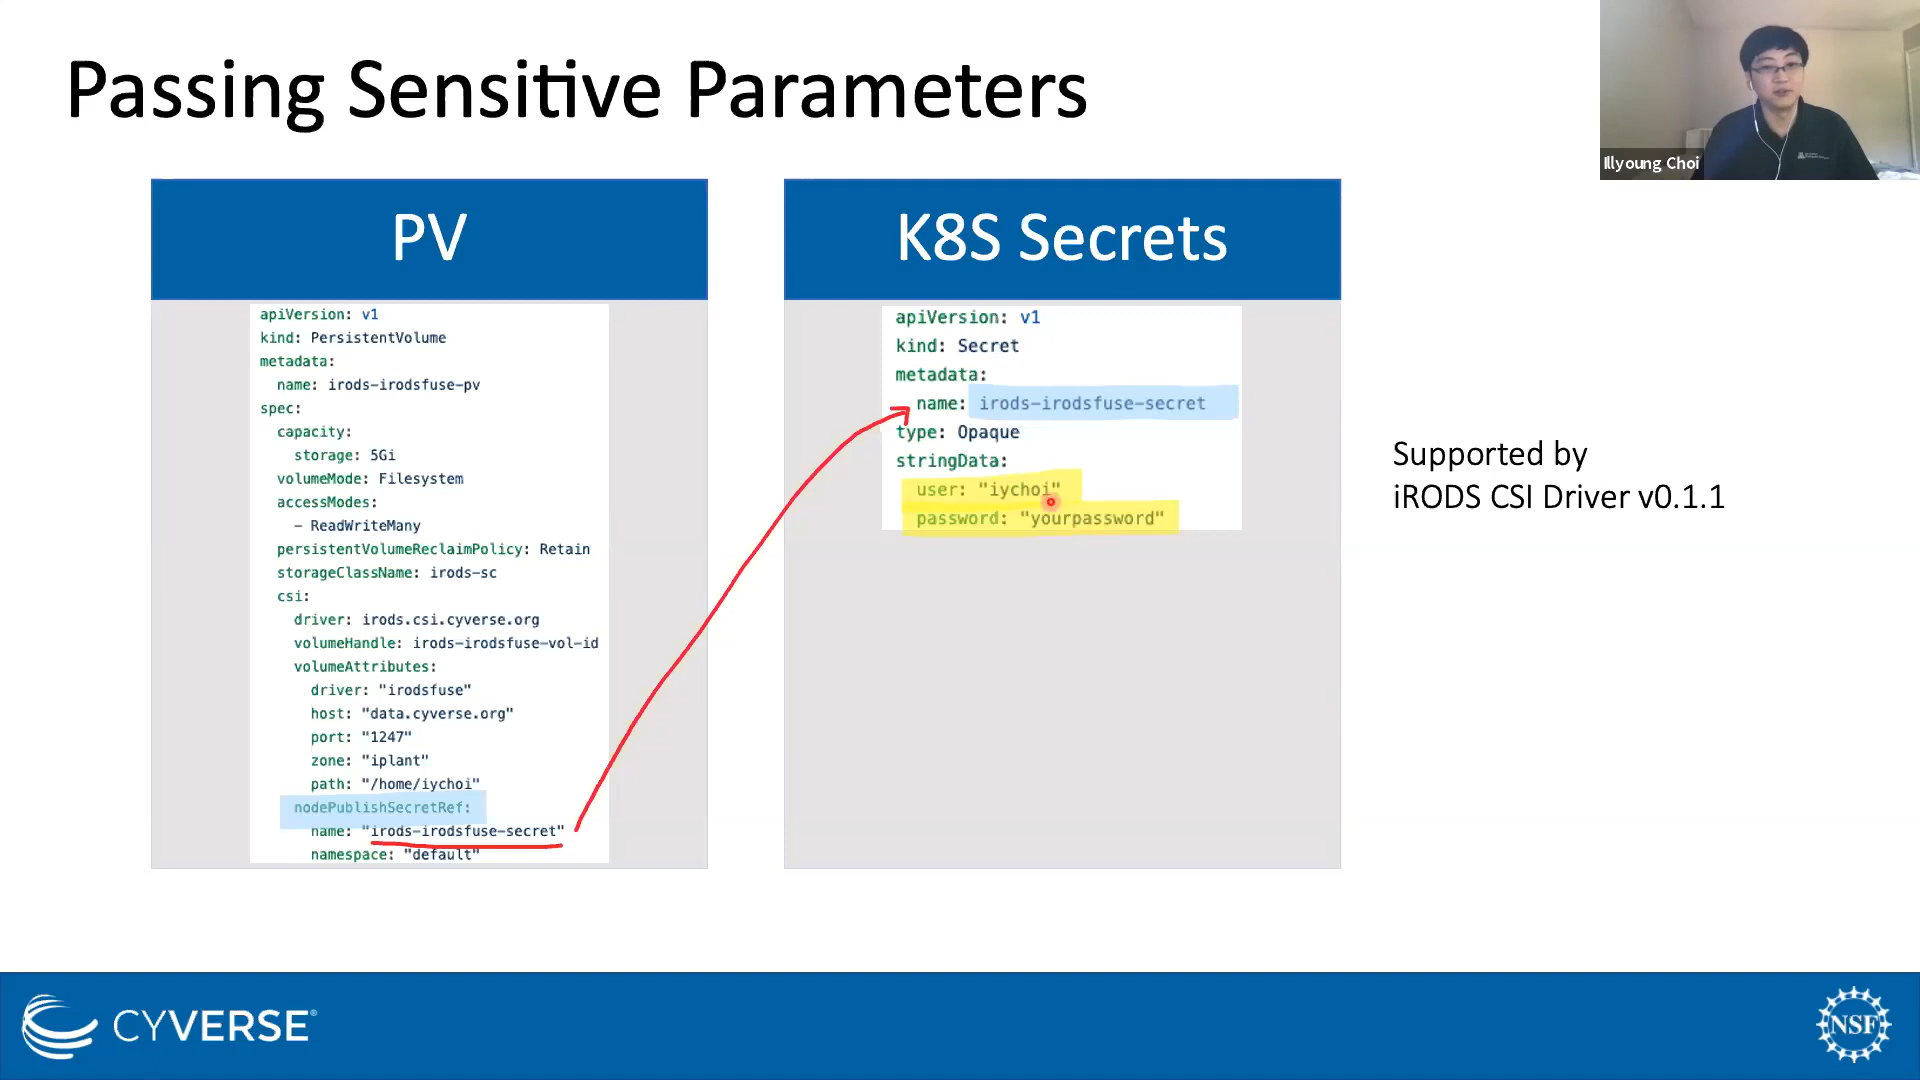 Passing Sensitive Parameters
Illyoung Choi
PV
apiVersion: v1
kind: PersistentVolume
metadata:
  name: irods-irodsfuse-pv
spec:
  capacity:
    storage: 5Gi
  volumeMode: Filesystem
  accessModes:
    - ReadWriteMany
  persistentVolumeReclaimPolicy: Retain
  storageClassName: irods-sc
  csi:
    driver: irods.csi.cyverse.org
    volumeHandle: irods-irodsfuse-vol-id
    volumeAttributes:
      driver: "irodsfuse"
      host: "data.cyverse.org"
      port: "1247"
      zone: "iplant"
      path: "/home/iychoi"
    nodePublishSecretRef:
      name: "irods-irodsfuse-secret"
      namespace: "default"
K8S Secrets
apiVersion: v1
kind: Secret
metadata:
  name: irods-irodsfuse-secret
type: Opaque
stringData:
  user: "iychoi"
  password: "yourpassword"
Supported by
iRODS CSI Driver v0.1.1
CYVERSE®
NSF